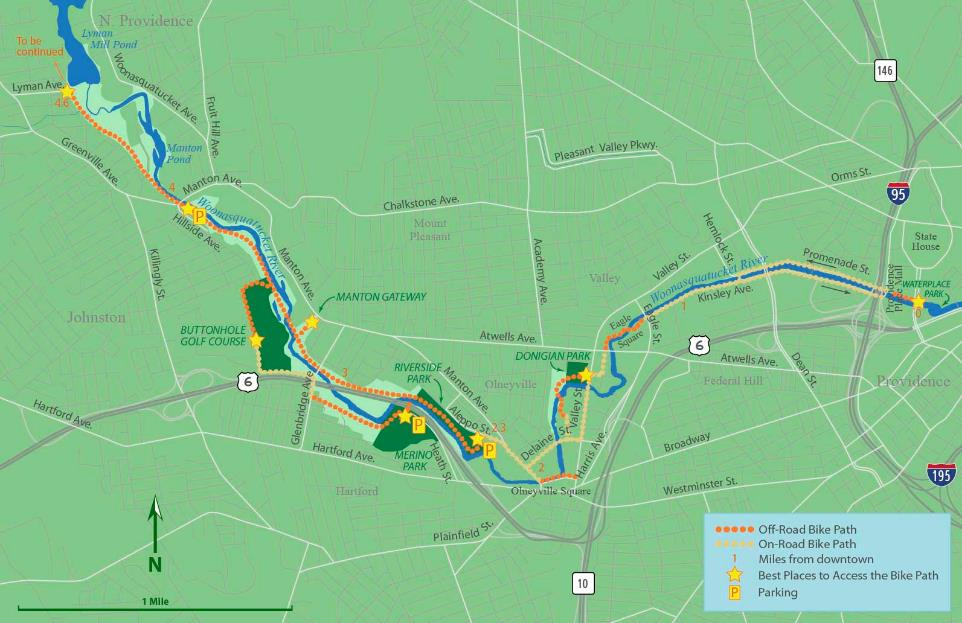 N. Providence
Lyman
Mill Pond
To be
continued
Lyman Ave.
4.6
Woonasquatucket Ave.
Fruit Hill Ave.
146
Manton
Pond
Greenville Ave.
Pleasant Valley Pkwy.
4
Manton Ave.
Orms St.
95
P
Woonasquatucket River
Hillside Ave.
Chalkstone Ave.
Mount
Pleasant
Hemlock St.
State
House
Killingly St.
Manton Ave.
Academy Ave.
Valley
Valley St.
Woonasquatucket River
Promenade St.
Providence
Place Mall
WATERPLACE
PARK
0
Kinsley Ave.
1
MANTON GATEWAY
Johnston
BUTTONHOLE
GOLF COURSE
Eagle
Square
Eagle St.
Atwells Ave.
6
DONIGIAN PARK
Atwells Ave.
Dean St.
6
3
RIVERSIDE
PARK
Manton Ave.
Olneyville
Federal Hill
Providence
Glenbridge Ave.
Valley St.
Hartford Ave.
Aleppo St.
2.3
P
P
Delaine St.
Harris Ave.
Broadway
Hartford Ave.
MERINO
PARK
Heath St.
2
195
Hartford
Olneyville Square
Westminster St.
Plainfield St.
N
10
1 Mile
Off-Road Bike Path
On-Road Bike Path
1 Miles from downtown
Best Places to Access the Bike Path
P Parking